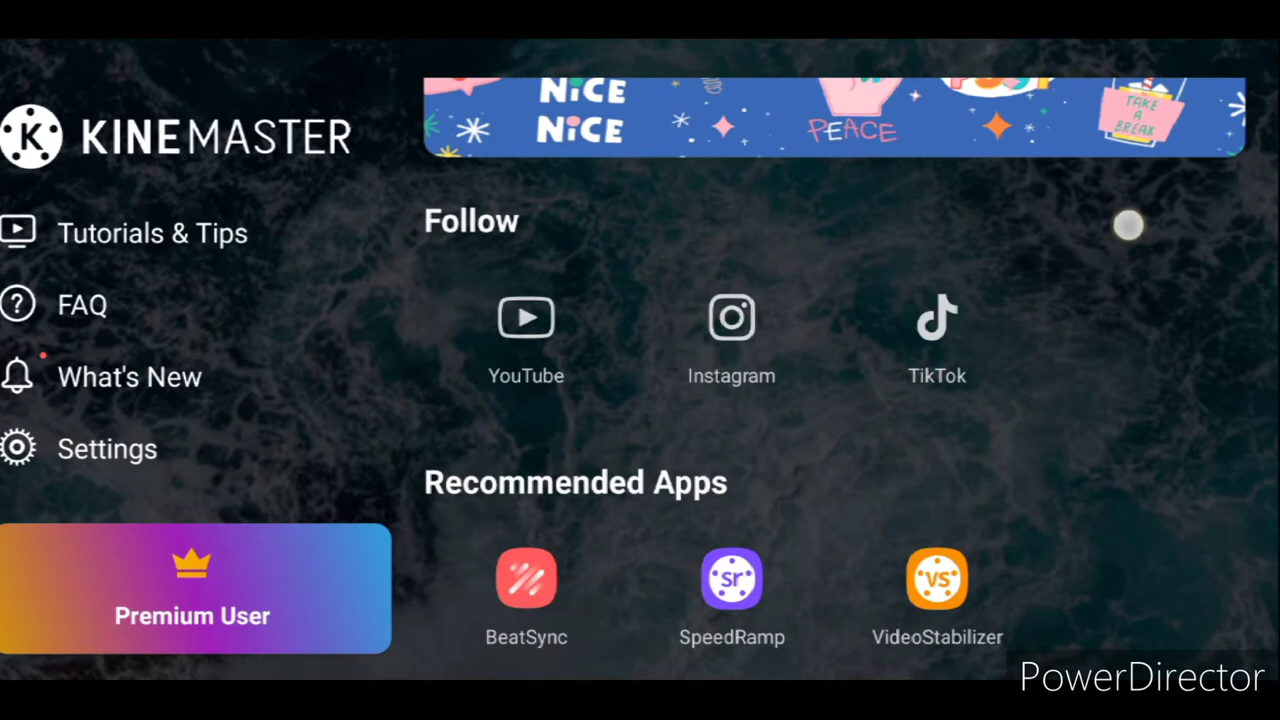 NiCE
NiCE
PEACE
TAKE
A
BREAK
K KINEMASTER
Tutorials & Tips
FAQ
What's New
Settings
Premium User
Follow
YouTube
Instagram
TikTok
Recommended Apps
sr
vs
BeatSync
SpeedRamp
VideoStabilizer
PowerDirector